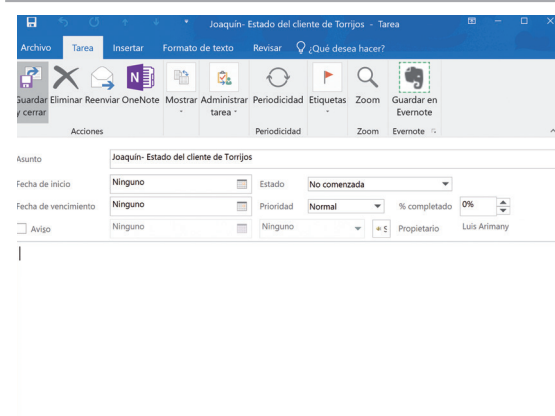 Joaquín- Estado del cliente de Torrijos - Tarea
Archivo Tarea Insertar Formato de texto Revisar ¿Qué desea hacer?
Guardar Eliminar Reenviar OneNote Mostrar Administrar Periodicidad Etiquetas Zoom Guardar en
y cerrar tarea Evernote
Acciones Periodicidad Zoom Evernote
Asunto Joaquín- Estado del cliente de Torrijos
Fecha de inicio Ninguno Estado No comenzada
Fecha de vencimiento Ninguno Prioridad Normal % completado 0%
Aviso Ninguno Ninguno Propietario Luis Arimany